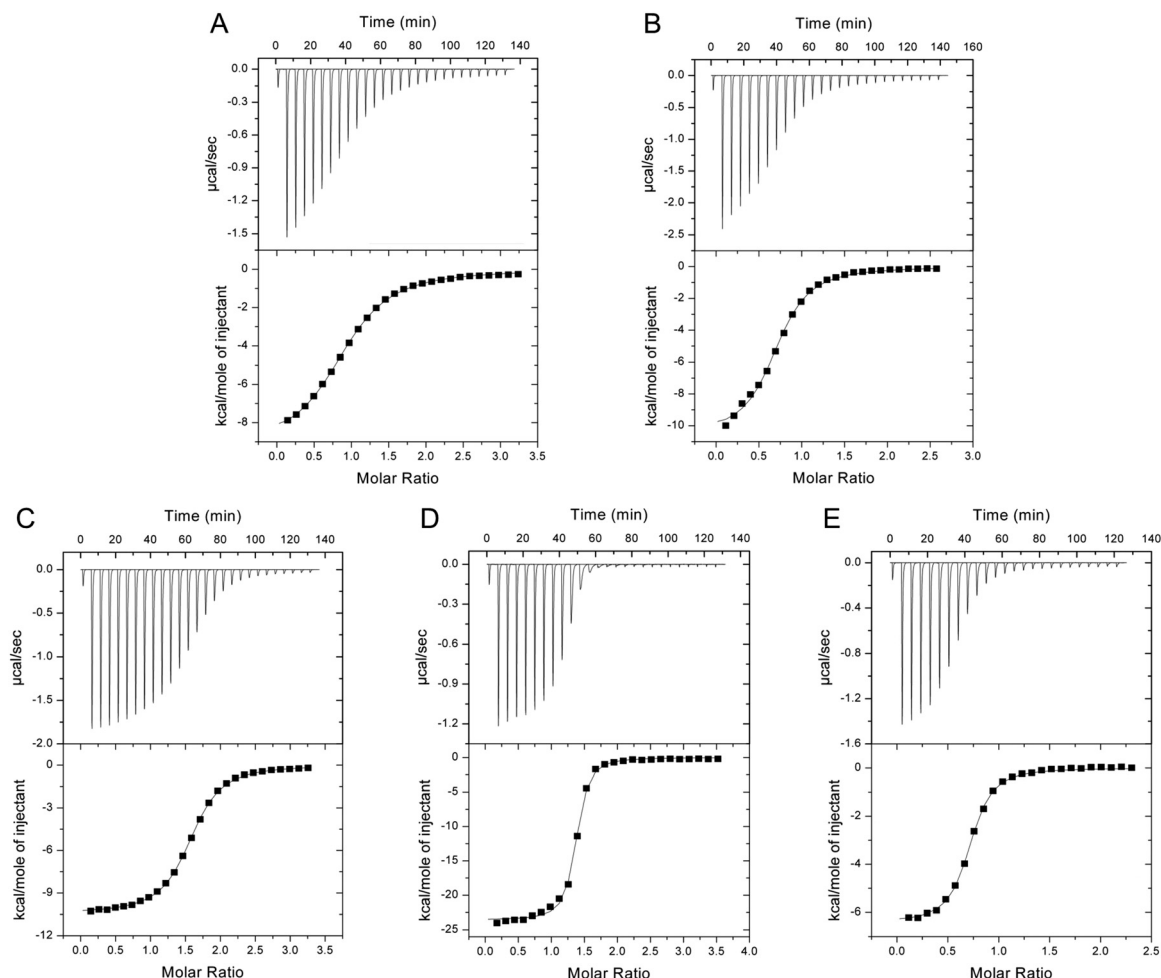 A
Time (min)
0 20 40 60 80 100 120 140
0.0
-0.3
-0.6
-0.9
-1.2
-1.5
µcal/sec
0
-2
-4
-6
-8
kcal/mole of injectant
0.0 0.5 1.0 1.5 2.0 2.5 3.0 3.5
Molar Ratio
B
Time (min)
0 20 40 60 80 100 120 140 160
0.0
-0.5
-1.0
-1.5
-2.0
-2.5
µcal/sec
0
-2
-4
-6
-8
-10
kcal/mole of injectant
0.0 0.5 1.0 1.5 2.0 2.5 3.0
Molar Ratio
C
Time (min)
0 20 40 60 80 100 120 140
0.0
-0.5
-1.0
-1.5
-2.0
µcal/sec
0
-3
-6
-9
-12
kcal/mole of injectant
0.0 0.5 1.0 1.5 2.0 2.5 3.0 3.5
Molar Ratio
D
Time (min)
0 20 40 60 80 100 120 140
0.0
-0.3
-0.6
-0.9
-1.2
µcal/sec
0
-5
-10
-15
-20
-25
kcal/mole of injectant
0.0 0.5 1.0 1.5 2.0 2.5 3.0 3.5 4.0
Molar Ratio
E
Time (min)
0 20 40 60 80 100 120 140
0.0
-0.4
-0.8
-1.2
-1.6
µcal/sec
0
-2
-4
-6
kcal/mole of injectant
0.0 0.5 1.0 1.5 2.0 2.5
Molar Ratio